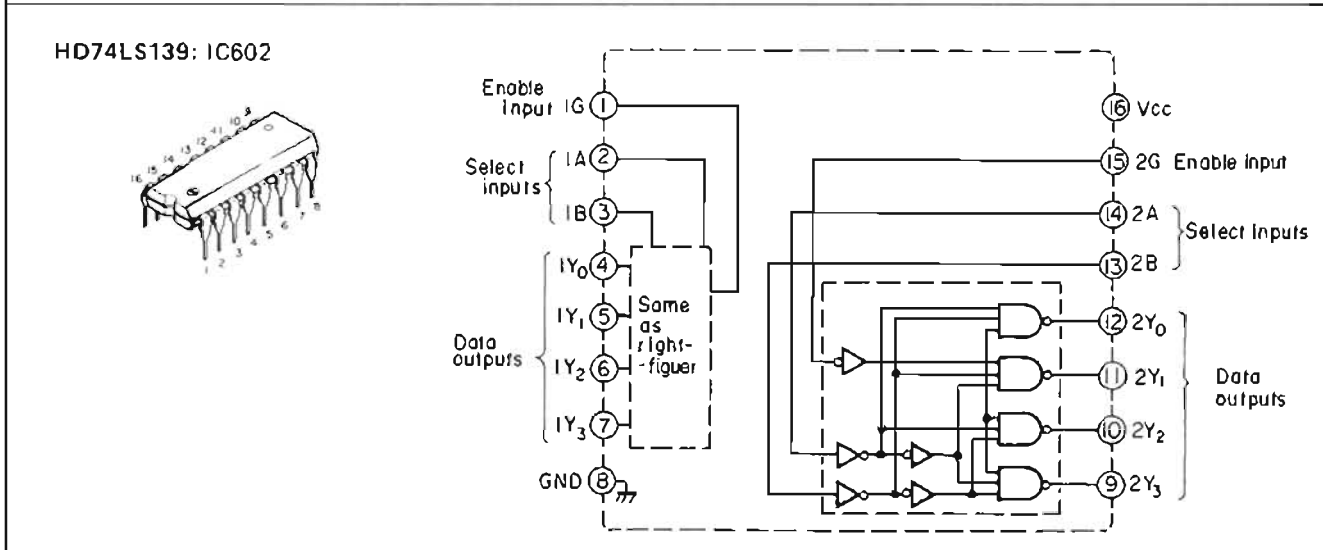 HD74LS139: IC602
16 15 14 13 12 11 10 9
1 2 3 4 5 6 7 8
Enable
input 1G 1
Select
inputs
1A 2
1B 3
Data
outputs
1Y0 4
1Y1 5
1Y2 6
1Y3 7
GND 8
Same
as
right-
-figuer
16 Vcc
15 2G Enable input
14 2A
13 2B
Select inputs
12 2Y0
11 2Y1
10 2Y2
9 2Y3
Data
outputs